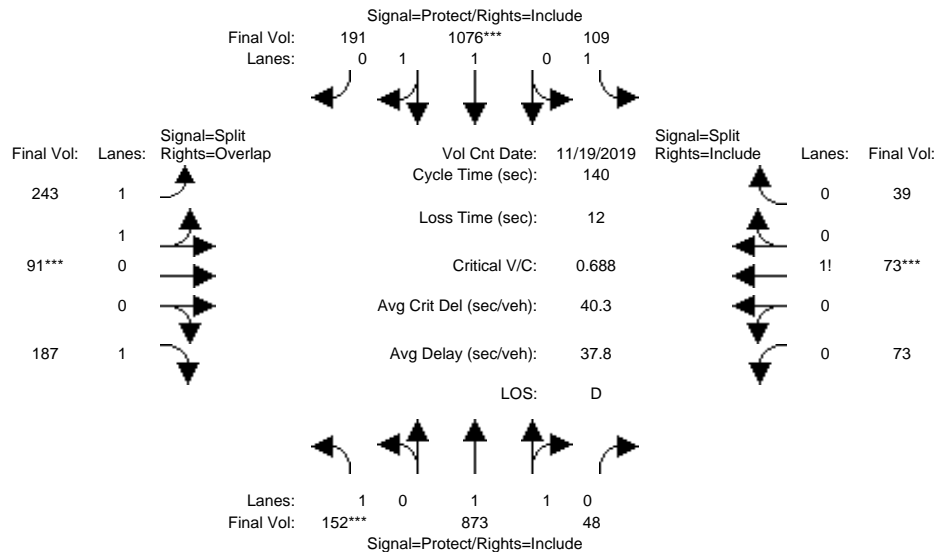 Signal=Protect/Rights=Include
Final Vol: 191 1076*** 109
Lanes: 0 1 1 0 1
Signal=Split Signal=Split
Final Vol: Lanes: Rights=Overlap Vol Cnt Date: 11/19/2019 Rights=Include Lanes: Final Vol:
Cycle Time (sec): 140
243 1 0 39
Loss Time (sec): 12
1 0
91*** 0 Critical V/C: 0.688 1! 73***
0 Avg Crit Del (sec/veh): 40.3 0
187 1 Avg Delay (sec/veh): 37.8 0 73
LOS: D
Lanes: 1 0 1 1 0
Final Vol: 152*** 873 48
Signal=Protect/Rights=Include